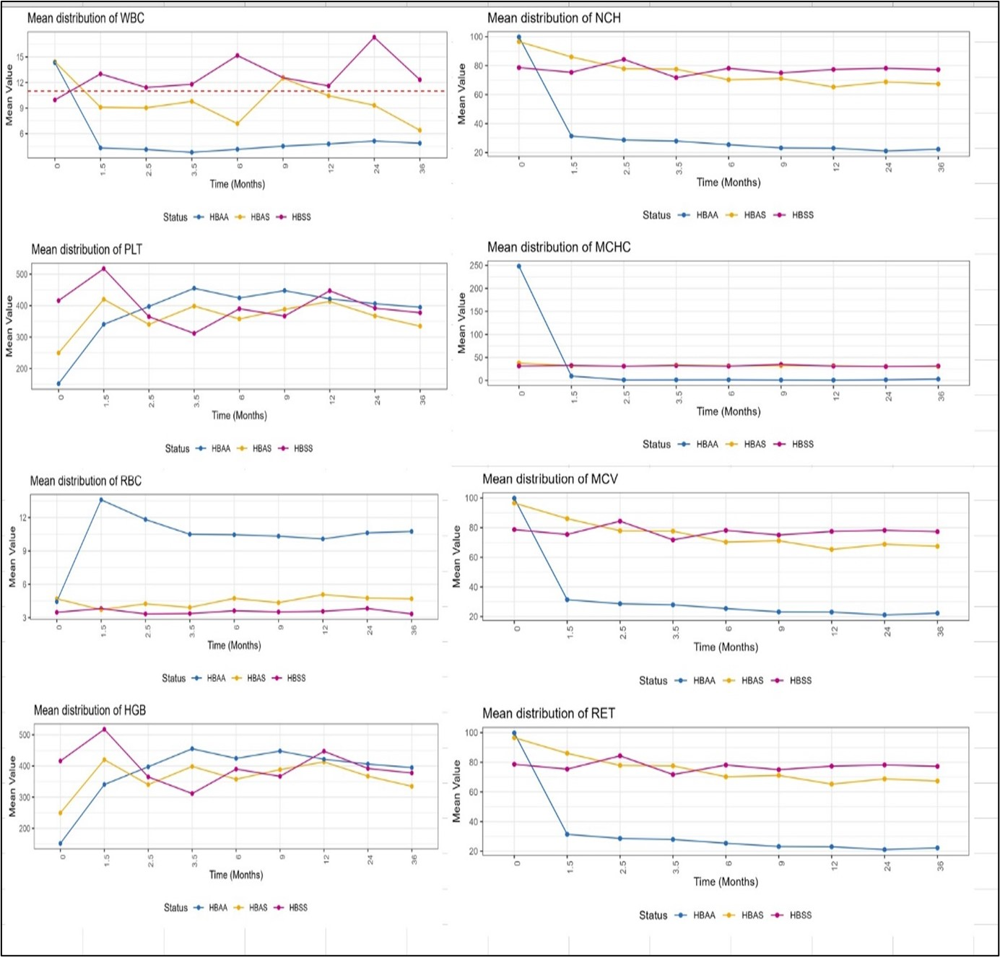 Mean distribution of WBC
Mean Value
15
12
9
6
0 1.5 2.5 3.5 6 9 12 24 36
Time (Months)
Status HBAA HBAS HBSS
Mean distribution of NCH
Mean Value
100
80
60
40
20
0 1.5 2.5 3.5 6 9 12 24 36
Time (Months)
Status HBAA HBAS HBSS
Mean distribution of PLT
Mean Value
500
400
300
200
0 1.5 2.5 3.5 6 9 12 24 36
Time (Months)
Status HBAA HBAS HBSS
Mean distribution of MCHC
Mean Value
250
200
150
100
50
0
0 1.5 2.5 3.5 6 9 12 24 36
Time (Months)
Status HBAA HBAS HBSS
Mean distribution of RBC
Mean Value
12
9
6
3
0 1.5 2.5 3.5 6 9 12 24 36
Time (Months)
Status HBAA HBAS HBSS
Mean distribution of MCV
Mean Value
100
80
60
40
20
0 1.5 2.5 3.5 6 9 12 24 36
Time (Months)
Status HBAA HBAS HBSS
Mean distribution of HGB
Mean Value
500
400
300
200
0 1.5 2.5 3.5 6 9 12 24 36
Time (Months)
Status HBAA HBAS HBSS
Mean distribution of RET
Mean Value
100
80
60
40
20
0 1.5 2.5 3.5 6 9 12 24 36
Time (Months)
Status HBAA HBAS HBSS